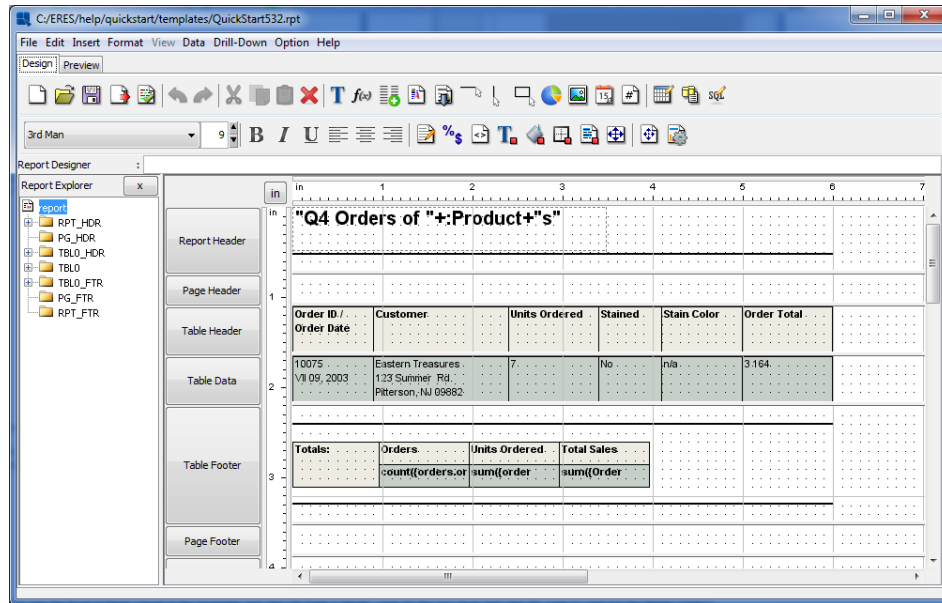 C:/ERES/help/quickstart/templates/QuickStart532.rpt
File Edit Insert Format View Data Drill-Down Option Help
Design Preview
3rd Man 9 B I U
Report Designer :
Report Explorer x
report
RPT_HDR
PG_HDR
TBL0_HDR
TBL0
TBL0_FTR
PG_FTR
RPT_FTR
in in 1 2 3 4 5 6 7
in
1
2
3
4
Report Header
"Q4 Orders of "+:Product+"s"
Page Header
Table Header
Order ID / Customer Units Ordered Stained Stain Color Order Total
Order Date
Table Data
10075 Eastern Treasures 7 No n/a 3.164
VII 09, 2003 123 Summer Rd.
Pitterson, NJ 09882
Table Footer
Totals: Orders Units Ordered Total Sales
count({orders.or sum({order sum({Order
Page Footer